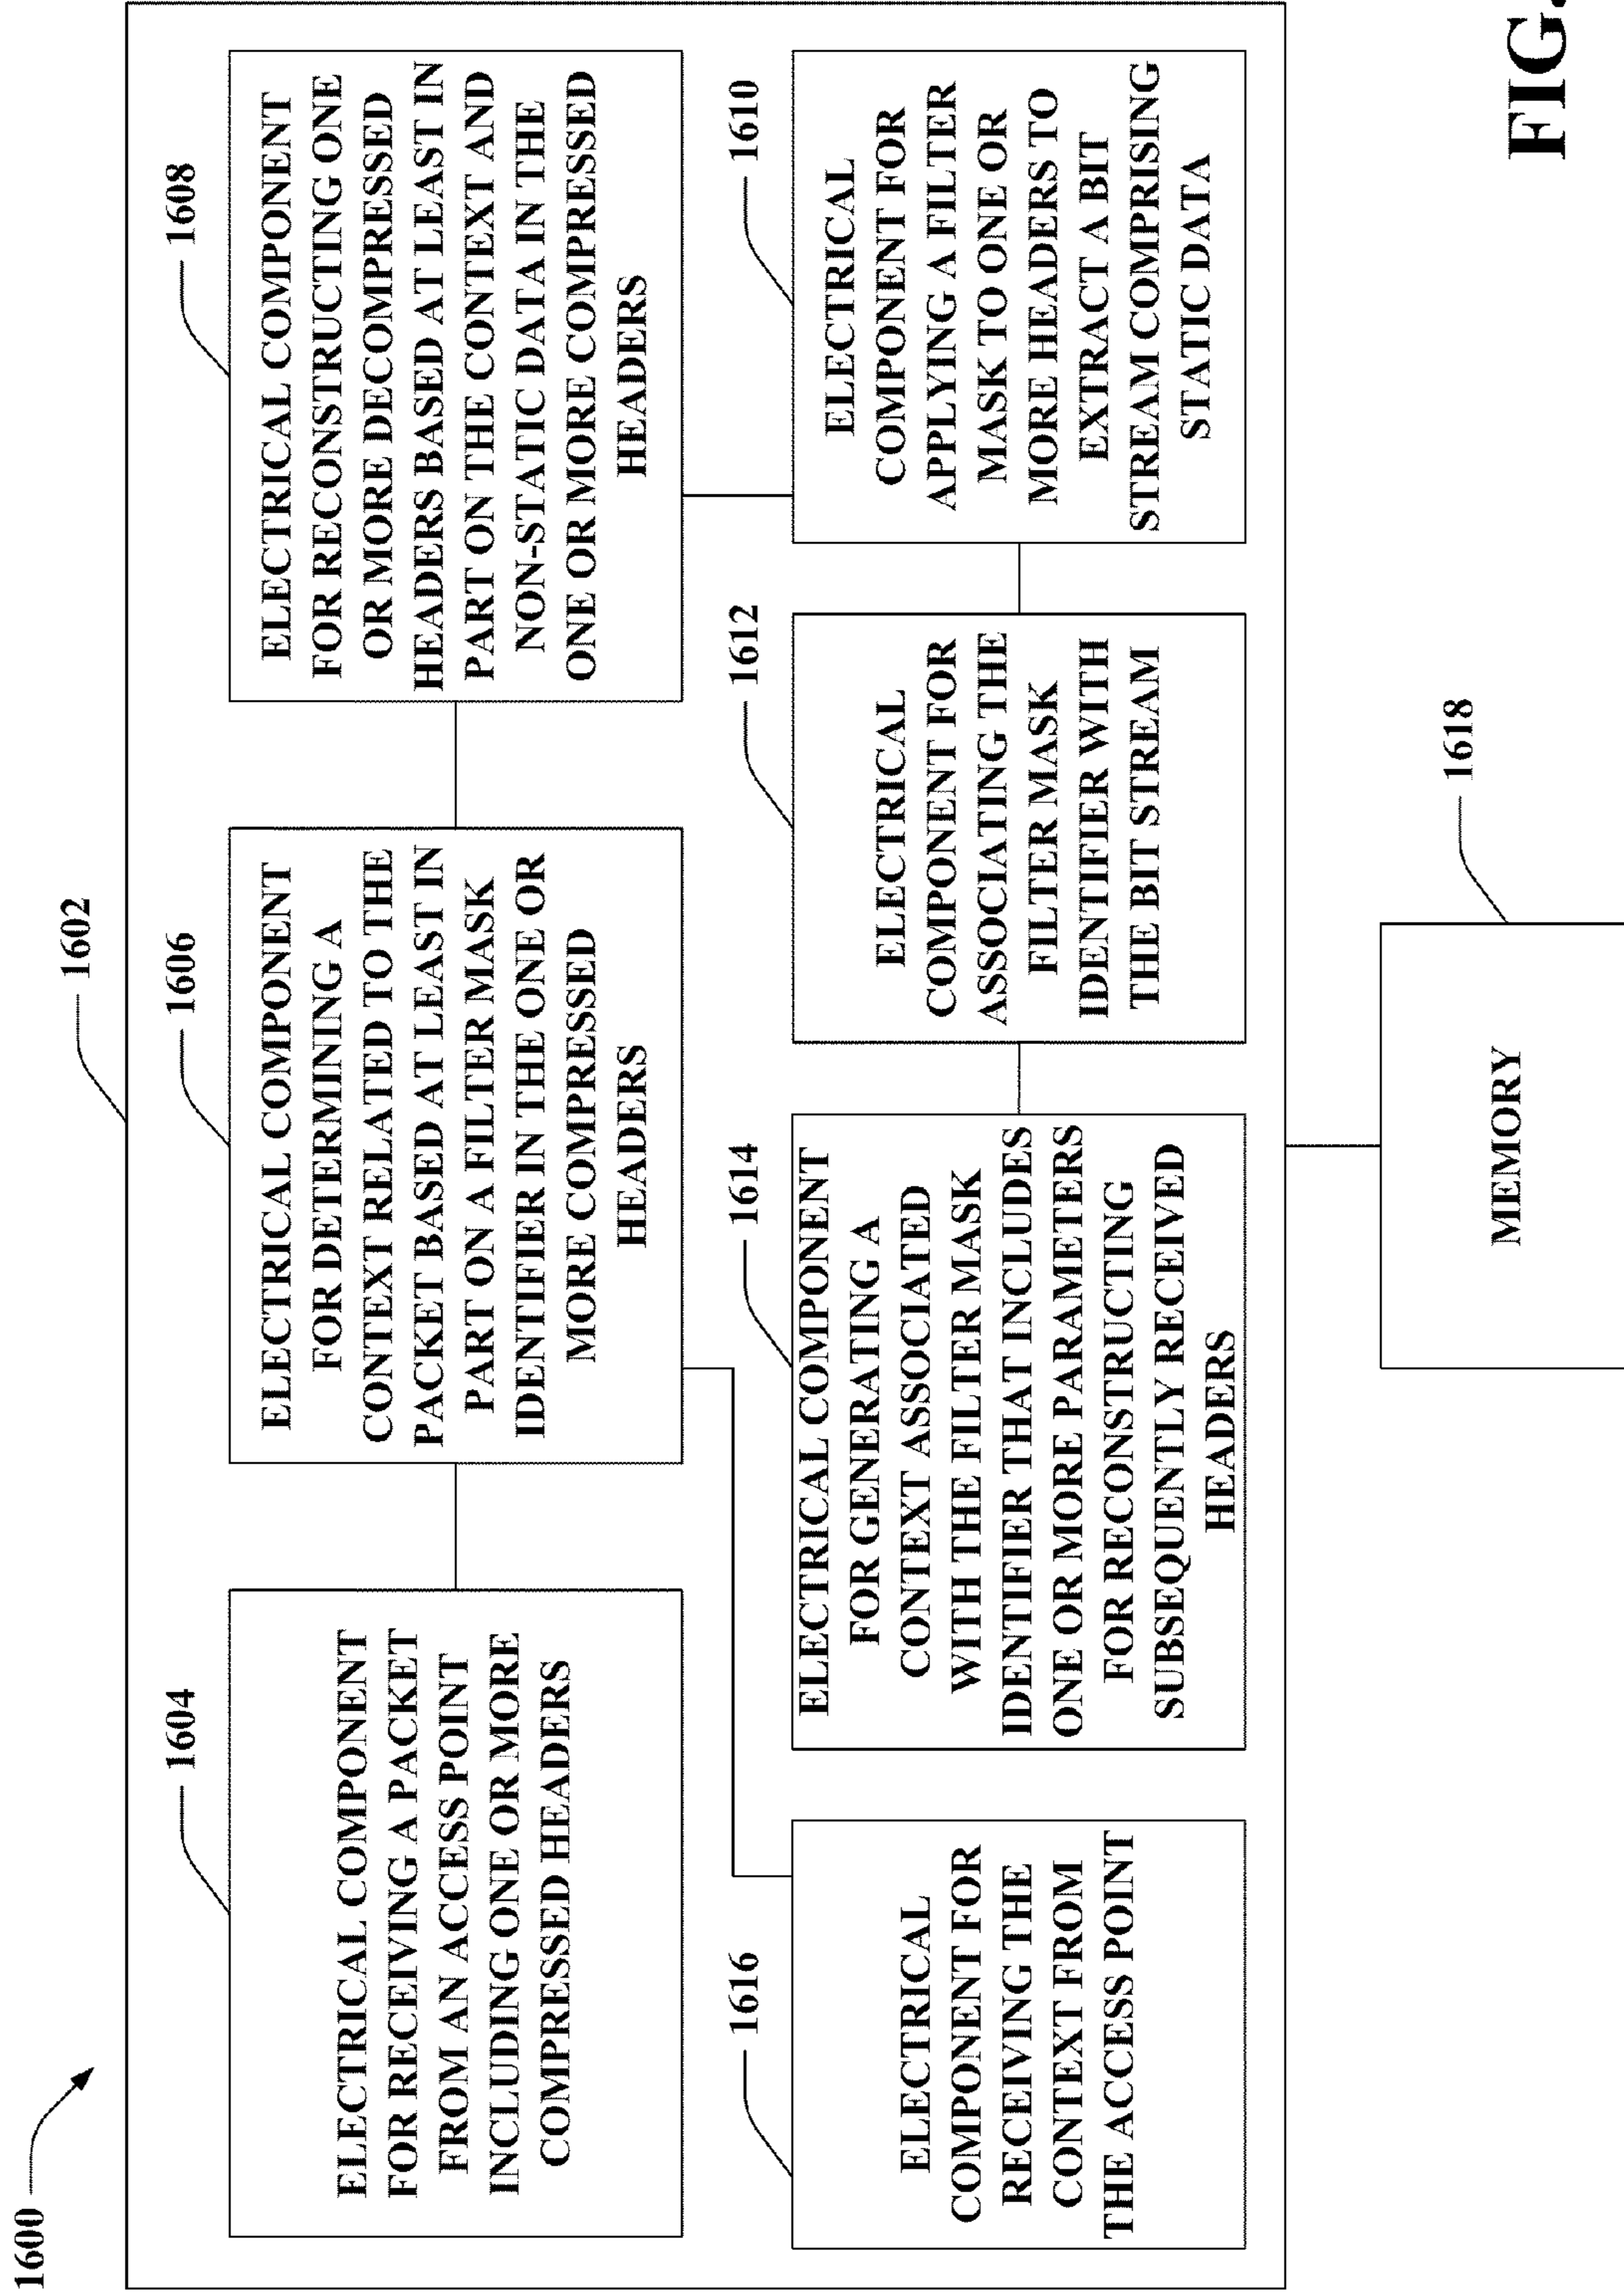 1600
1602
1604
ELECTRICAL COMPONENT
FOR RECEIVING A PACKET
FROM AN ACCESS POINT
INCLUDING ONE OR MORE
COMPRESSED HEADERS
1606
ELECTRICAL COMPONENT
FOR DETERMINING A
CONTEXT RELATED TO THE
PACKET BASED AT LEAST IN
PART ON A FILTER MASK
IDENTIFIER IN THE ONE OR
MORE COMPRESSED
HEADERS
1608
ELECTRICAL COMPONENT
FOR RECONSTRUCTING ONE
OR MORE DECOMPRESSED
HEADERS BASED AT LEAST IN
PART ON THE CONTEXT AND
NON-STATIC DATA IN THE
ONE OR MORE COMPRESSED
HEADERS
1616
ELECTRICAL
COMPONENT FOR
RECEIVING THE
CONTEXT FROM
THE ACCESS POINT
1614
ELECTRICAL COMPONENT
FOR GENERATING A
CONTEXT ASSOCIATED
WITH THE FILTER MASK
IDENTIFIER THAT INCLUDES
ONE OR MORE PARAMETERS
FOR RECONSTRUCTING
SUBSEQUENTLY RECEIVED
HEADERS
1612
ELECTRICAL
COMPONENT FOR
ASSOCIATING THE
FILTER MASK
IDENTIFIER WITH
THE BIT STREAM
1610
ELECTRICAL
COMPONENT FOR
APPLYING A FILTER
MASK TO ONE OR
MORE HEADERS TO
EXTRACT A BIT
STREAM COMPRISING
STATIC DATA
1618
MEMORY
FIG.